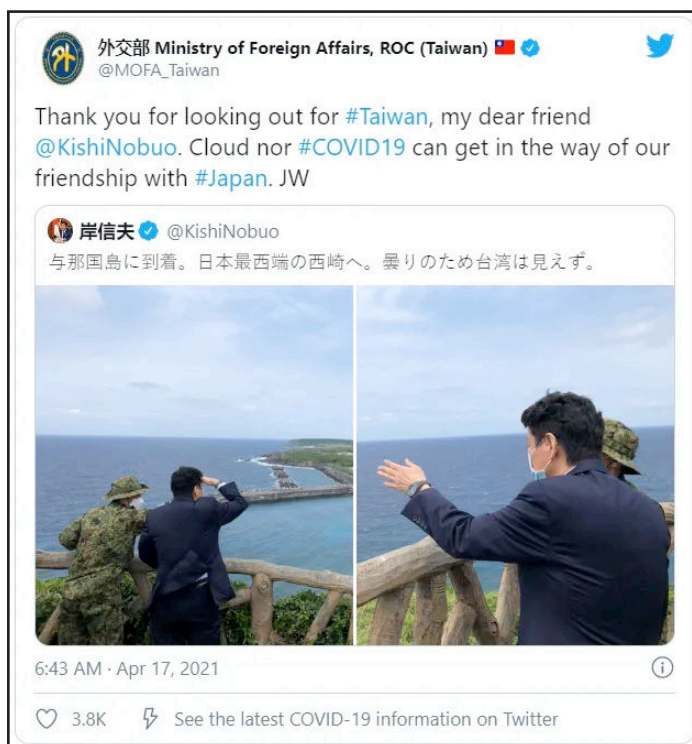 外交部 Ministry of Foreign Affairs, ROC (Taiwan)
@MOFA_Taiwan
Thank you for looking out for #Taiwan, my dear friend
@KishiNobuo. Cloud nor #COVID19 can get in the way of our
friendship with #Japan. JW
岸信夫 @KishiNobuo
与那国島に到着。日本最西端の西崎へ。曇りのため台湾は見えず。
6:43 AM · Apr 17, 2021
3.8K See the latest COVID-19 information on Twitter